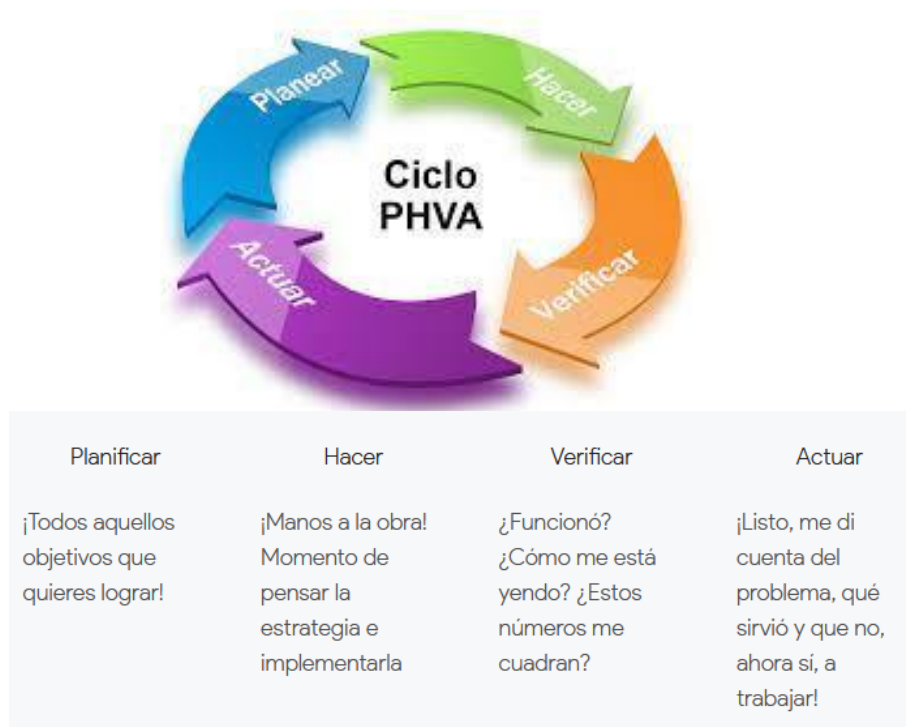 Planear
Hacer
Ciclo
PHVA
Actuar
Verificar
Planificar
¡Todos aquellos
objetivos que
quieres lograr!
Hacer
¡Manos a la obra!
Momento de
pensar la
estrategia e
implementarla
Verificar
¿Funcionó?
¿Cómo me está
yendo? ¿Estos
números me
cuadran?
Actuar
¡Listo, me di
cuenta del
problema, qué
sirvió y que no,
ahora sí, a
trabajar!